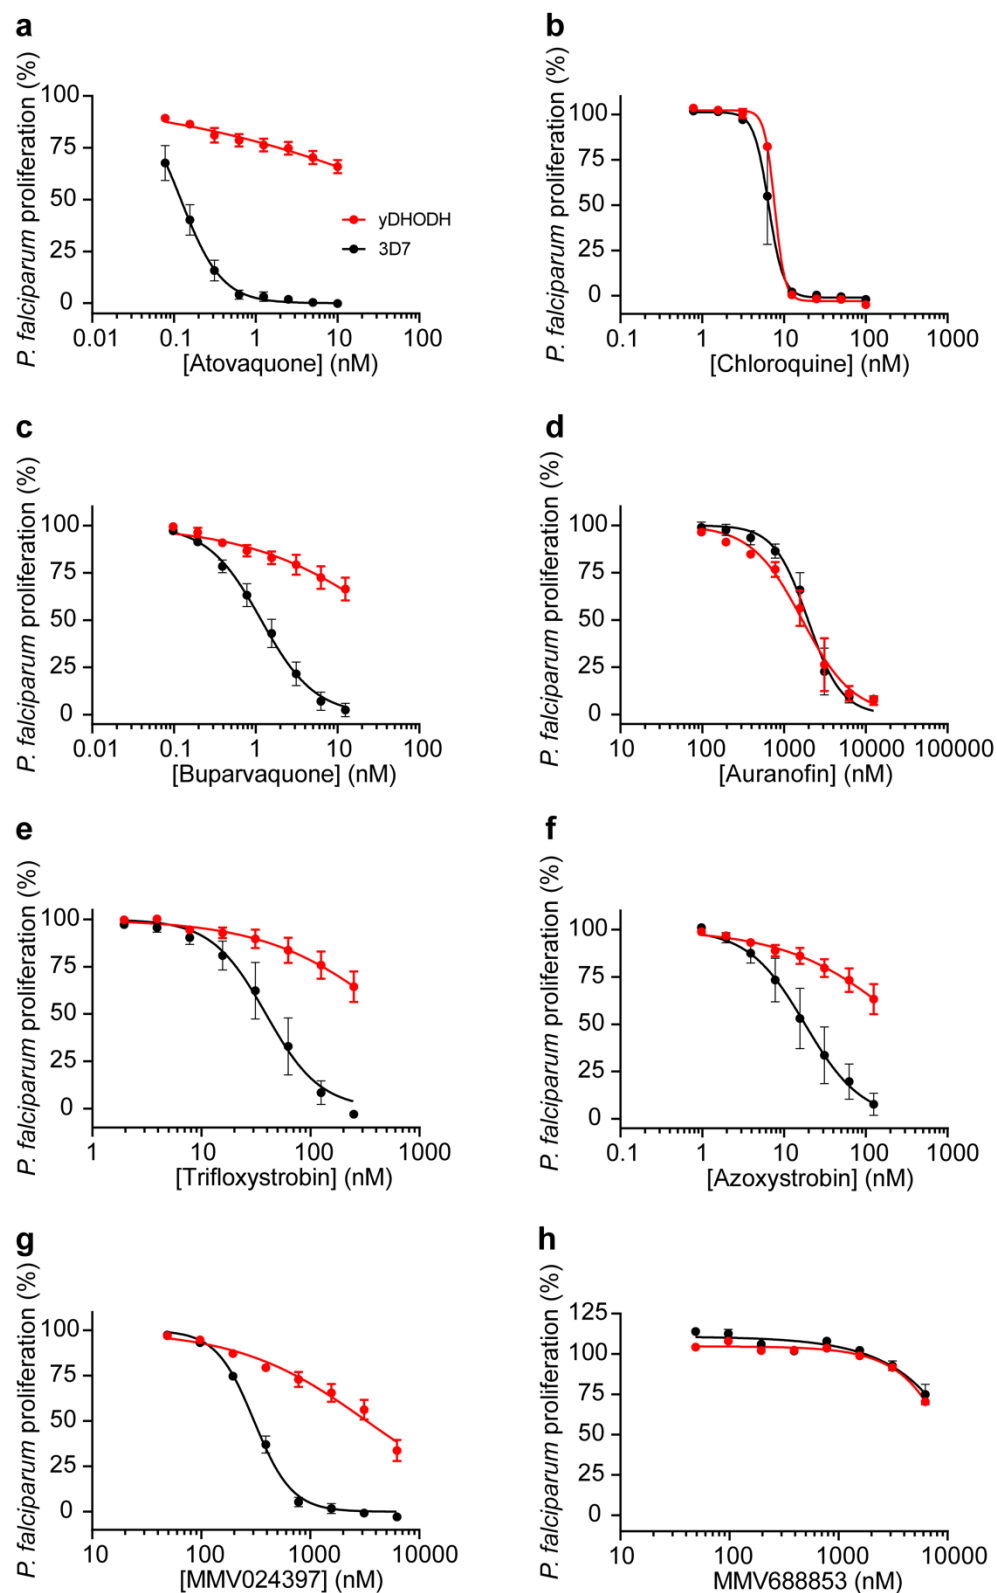 a
P. falciparum proliferation (%)
100
75
50
25
0
yDHODH
3D7
0.01 0.1 1 10 100
[Atovaquone] (nM)
b
P. falciparum proliferation (%)
100
75
50
25
0
0.1 1 10 100 1000
[Chloroquine] (nM)
c
P. falciparum proliferation (%)
100
75
50
25
0
0.01 0.1 1 10 100
[Buparvaquone] (nM)
d
P. falciparum proliferation (%)
100
75
50
25
0
10 100 1000 10000 100000
[Auranofin] (nM)
e
P. falciparum proliferation (%)
100
75
50
25
0
1 10 100 1000
[Trifloxystrobin] (nM)
f
P. falciparum proliferation (%)
100
75
50
25
0
0.1 1 10 100 1000
[Azoxystrobin] (nM)
g
P. falciparum proliferation (%)
100
75
50
25
0
10 100 1000 10000
[MMV024397] (nM)
h
P. falciparum proliferation (%)
125
100
75
50
25
0
10 100 1000 10000
MMV688853 (nM)